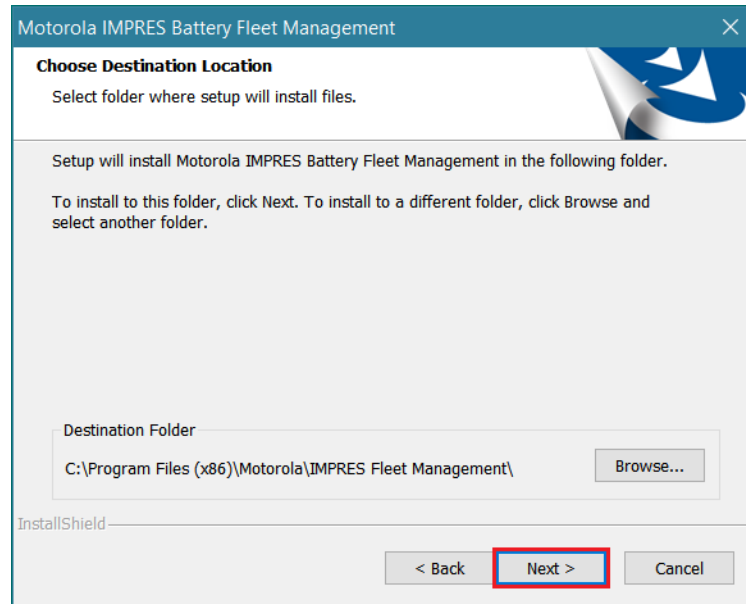 Motorola IMPRES Battery Fleet Management
Choose Destination Location
Select folder where setup will install files.
Setup will install Motorola IMPRES Battery Fleet Management in the following folder.
To install to this folder, click Next. To install to a different folder, click Browse and
select another folder.
Destination Folder
C:\Program Files (x86)\Motorola\IMPRES Fleet Management\
Browse...
InstallShield
< Back
Next >
Cancel